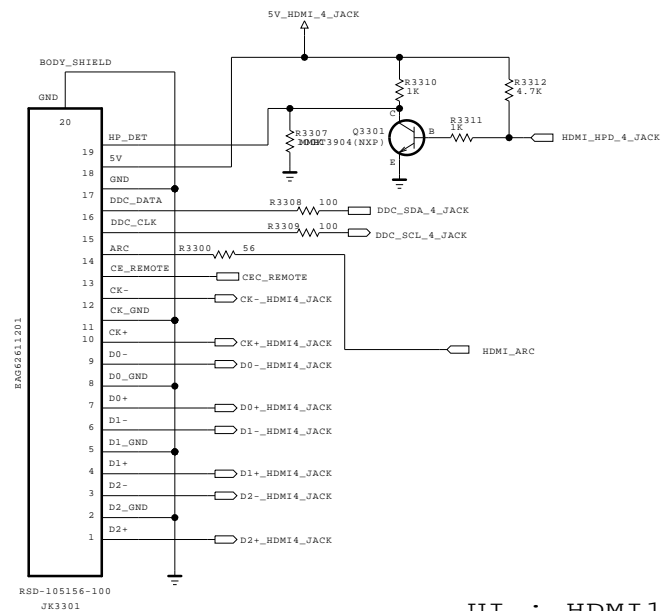 5V_HDMI_4_JACK
BODY_SHIELD
GND
20
R3310
1K
R3312
4.7K
C
Q3301
R3311
1K
B
HDMI_HPD_4_JACK
R3307
MMBT3904(NXP)
E
HP_DET
19
5V
18
GND
17
DDC_DATA
R3308 100
DDC_SDA_4_JACK
16
DDC_CLK
R3309 100
DDC_SCL_4_JACK
15
ARC
R3300 56
14
CE_REMOTE
CEC_REMOTE
13
CK-
CK-_HDMI4_JACK
12
CK_GND
11
10
CK+
CK+_HDMI4_JACK
HDMI_ARC
9
D0-
D0-_HDMI4_JACK
8
D0_GND
7
D0+
D0+_HDMI4_JACK
6
D1-
D1-_HDMI4_JACK
5
D1_GND
4
D1+
D1+_HDMI4_JACK
3
D2-
D2-_HDMI4_JACK
2
D2_GND
1
D2+
D2+_HDMI4_JACK
EAG62611201
RSD-105156-100
JK3301
: HDMI1